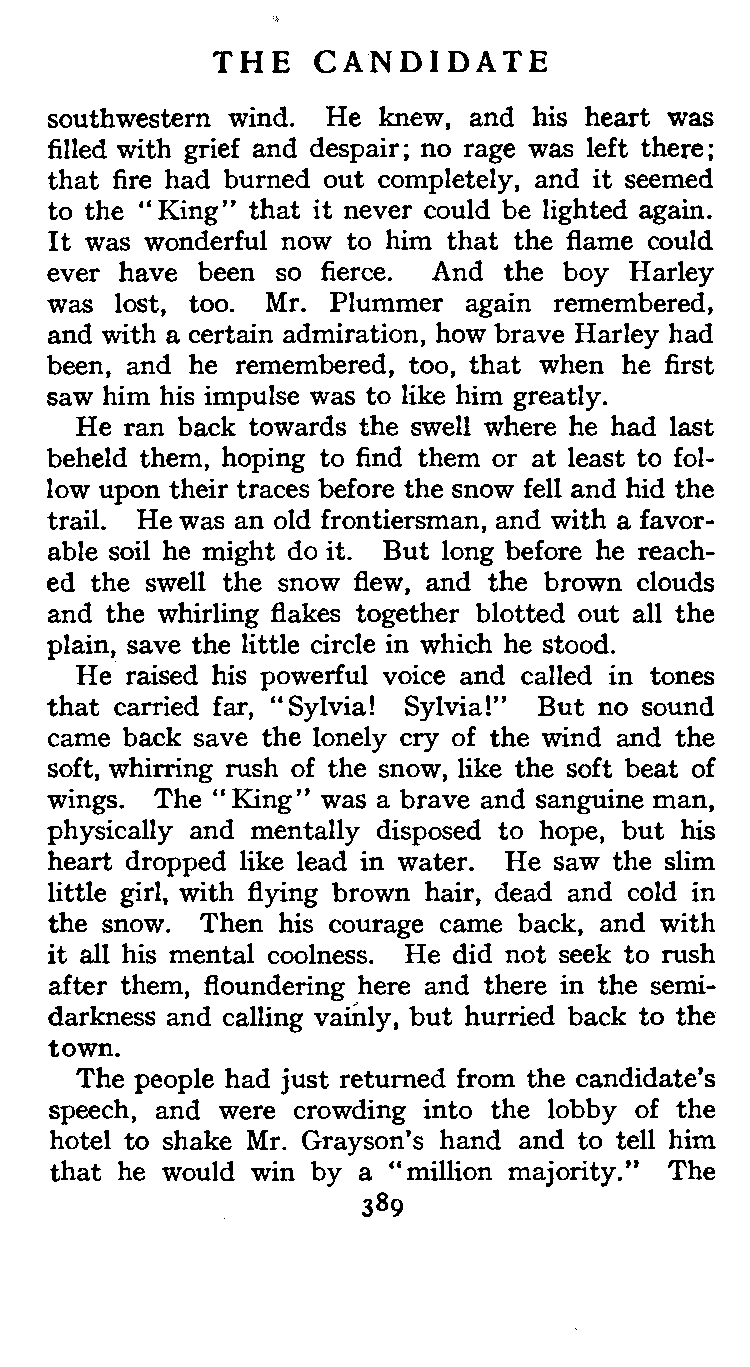 THE CANDIDATE
southwestern wind. He knew, and his heart was
filled with grief and despair; no rage was left there;
that fire had burned out completely, and it seemed
to the "King" that it never could be lighted again.
It was wonderful now to him that the flame could
ever have been so fierce. And the boy Harley
was lost, too. Mr. Plummer again remembered,
and with a certain admiration, how brave Harley had
been, and he remembered, too, that when he first
saw him his impulse was to like him greatly.
He ran back towards the swell where he had last
beheld them, hoping to find them or at least to fol-
low upon their traces before the snow fell and hid the
trail. He was an old frontiersman, and with a favor-
able soil he might do it. But long before he reach-
ed the swell the snow flew, and the brown clouds
and the whirling flakes together blotted out all the
plain, save the little circle in which he stood.
He raised his powerful voice and called in tones
that carried far, "Sylvia! Sylvia!" But no sound
came back save the lonely cry of the wind and the
soft, whirring rush of the snow, like the soft beat of
wings. The "King" was a brave and sanguine man,
physically and mentally disposed to hope, but his
heart dropped like lead in water. He saw the slim
little girl, with flying brown hair, dead and cold in
the snow. Then his courage came back, and with
it all his mental coolness. He did not seek to rush
after them, floundering here and there in the semi-
darkness and calling vainly, but hurried back to the
town.
The people had just returned from the candidate's
speech, and were crowding into the lobby of the
hotel to shake Mr. Grayson's hand and to tell him
that he would win by a "million majority." The
389